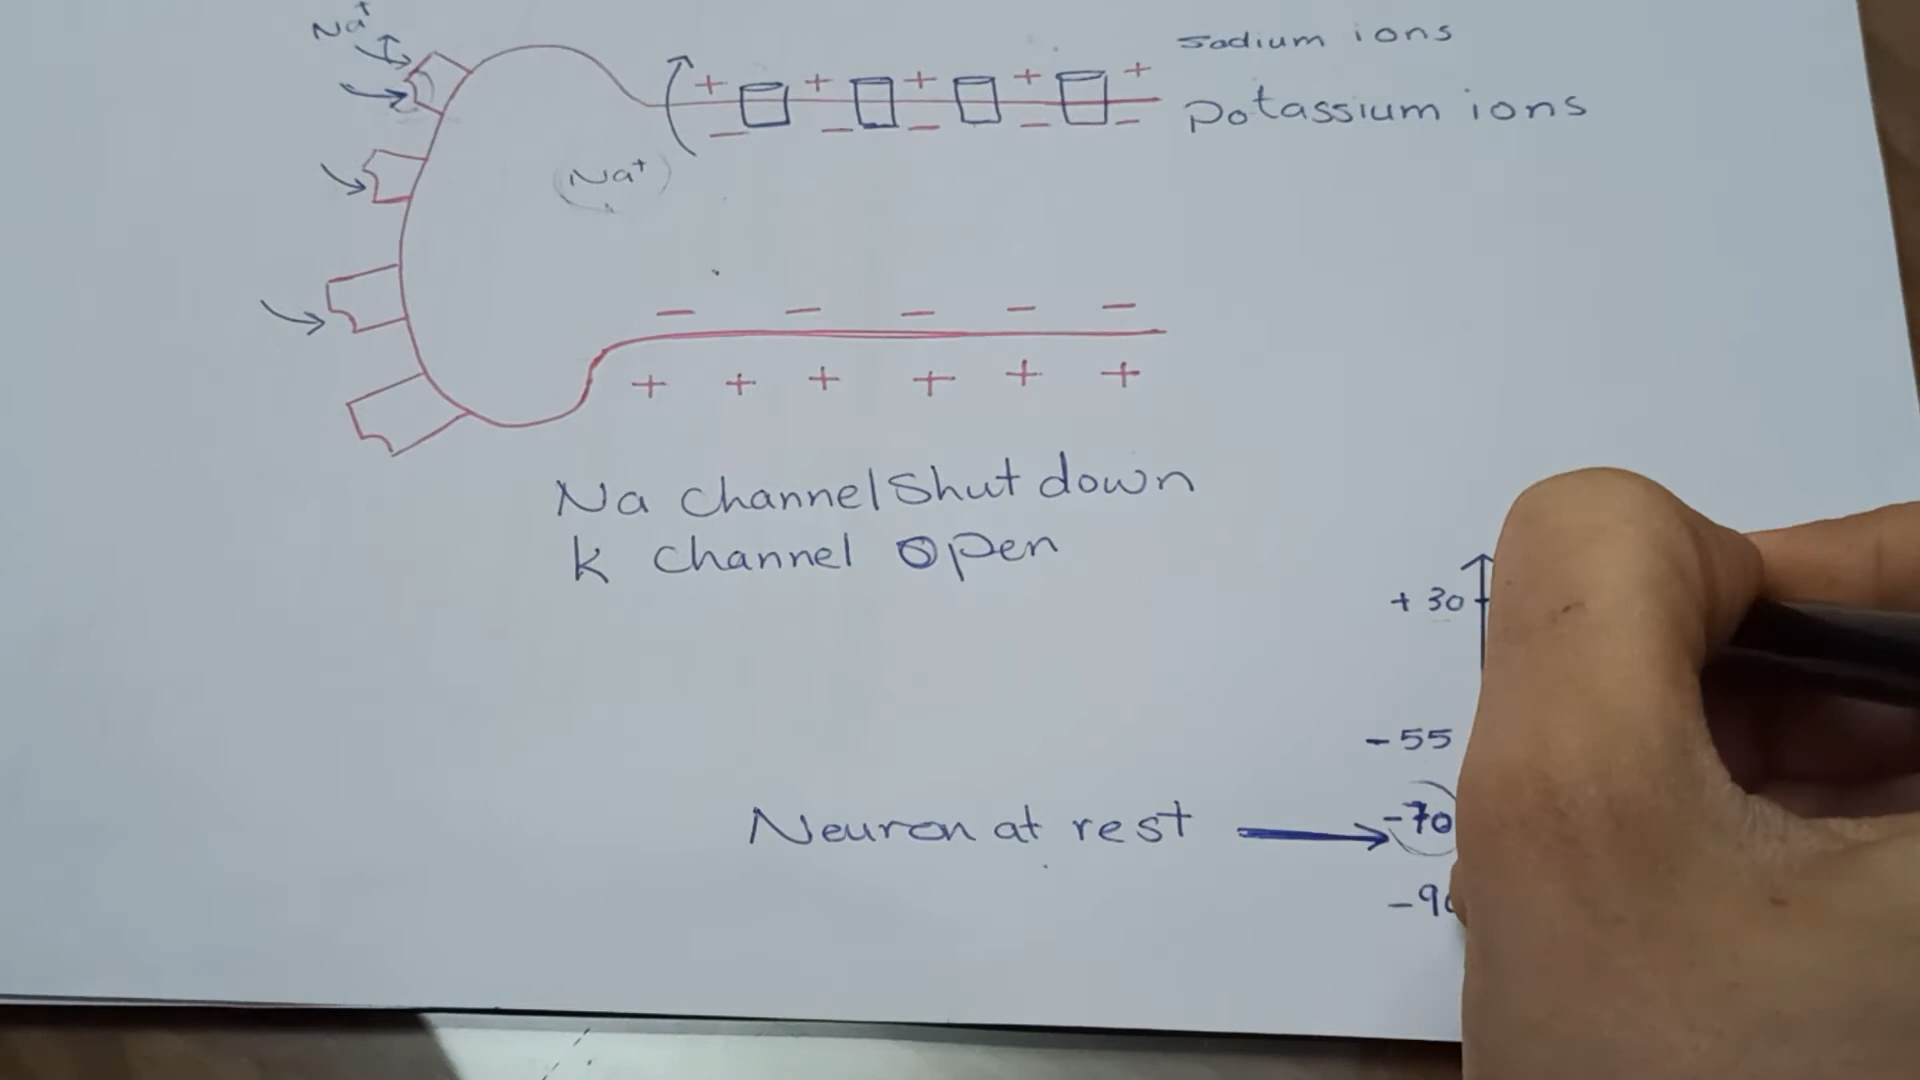 Na+
Sodium ions
+ + + + +
Potassium ions
- - - - -
Na+
- - - - -
+ + + + + +
Na channel Shut down
k channel open
+ 30
- 55
Neuron at rest
-70